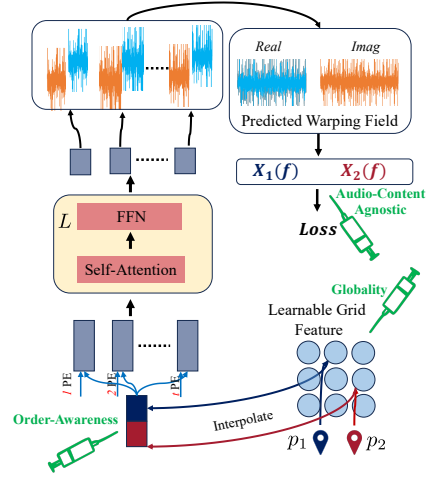 Real Imag
Predicted Warping Field
X₁(f) X₂(f)
Audio-Content
Agnostic
Loss
L FFN
Self-Attention
Globality
Learnable Grid
Feature
1 PE 2 PE
PE
Order-Awareness
Interpolate
p₁ p₂